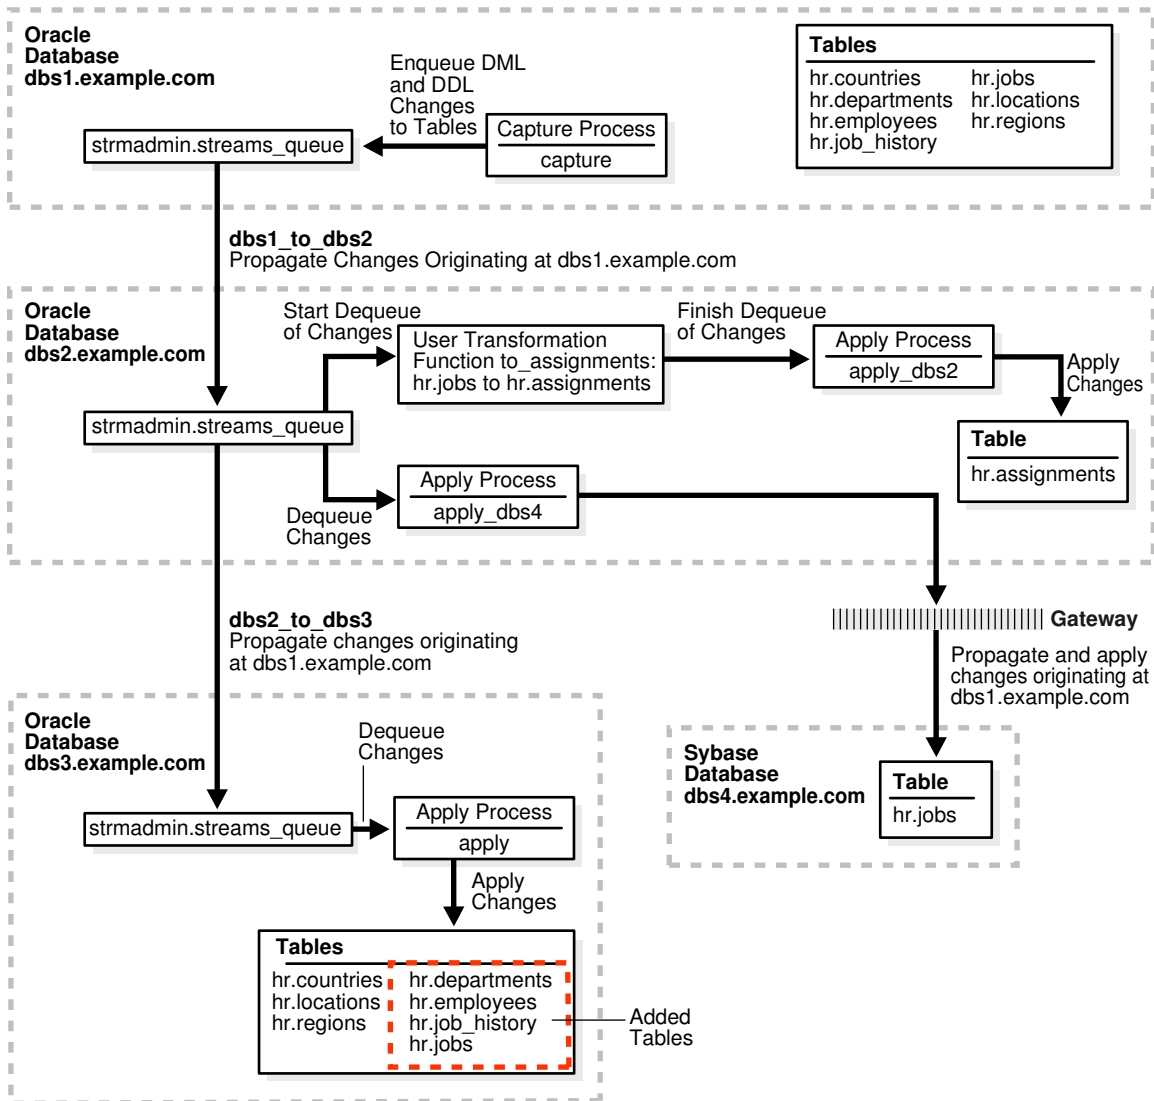 Oracle
Database
dbs1.example.com
Enqueue DML
and DDL
Changes
to Tables
strmadmin.streams_queue
Capture Process
capture
Tables
hr.countries hr.jobs
hr.departments hr.locations
hr.employees hr.regions
hr.job_history
dbs1_to_dbs2
Propagate Changes Originating at dbs1.example.com
Oracle
Database
dbs2.example.com
Start Dequeue
of Changes
User Transformation
Function to_assignments:
hr.jobs to hr.assignments
Finish Dequeue
of Changes
Apply Process
apply_dbs2
Apply
Changes
strmadmin.streams_queue
Table
hr.assignments
Dequeue
Changes
Apply Process
apply_dbs4
dbs2_to_dbs3
Propagate changes originating
at dbs1.example.com
Gateway
Propagate and apply
changes originating at
dbs1.example.com
Oracle
Database
dbs3.example.com
Dequeue
Changes
strmadmin.streams_queue
Apply Process
apply
Apply
Changes
Sybase
Database
dbs4.example.com
Table
hr.jobs
Tables
hr.countries hr.departments
hr.locations hr.employees
hr.regions hr.job_history
hr.jobs
Added
Tables